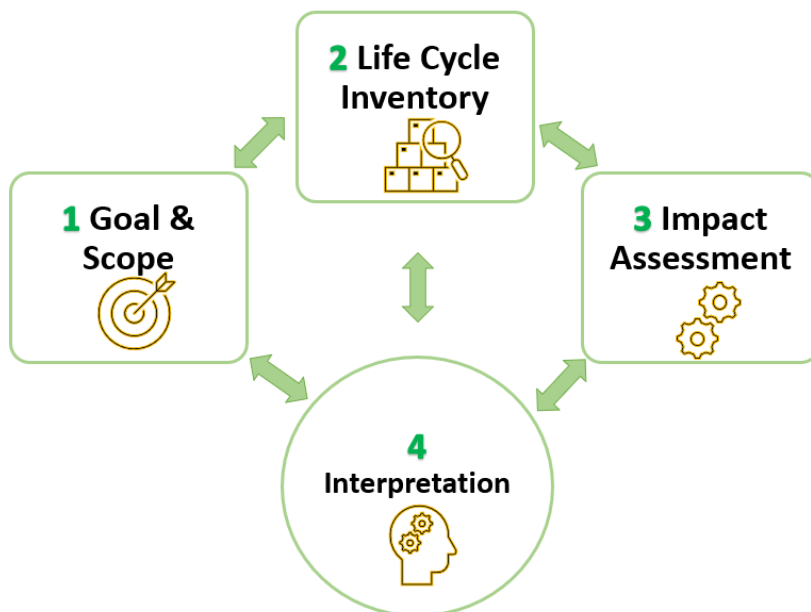 1 Goal &
Scope
2 Life Cycle
Inventory
3 Impact
Assessment
4
Interpretation